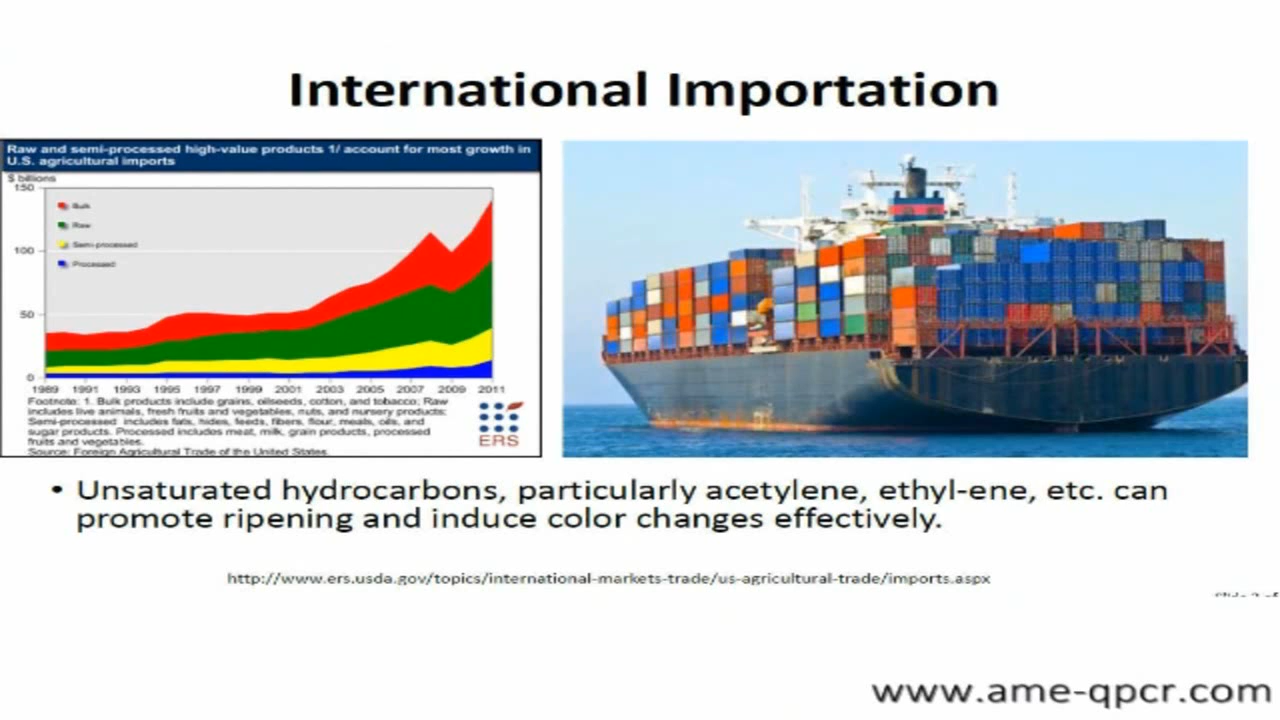 International Importation
Raw and semi-processed high-value products 1/ account for most growth in
U.S. agricultural imports
$ billions
150
Bulk
Raw
100
Semi-processed
Processed
50
0
1989 1991 1993 1995 1997 1999 2001 2003 2005 2007 2009 2011
Footnote: 1. Bulk products include grains, oilseeds, cotton, and tobacco; Raw
includes live animals, fresh fruits and vegetables, nuts, and nursery products;
Semi-processed includes fats, hides, feeds, fibers, flour, meals, oils, and
sugar products. Processed includes meat, milk, grain products, processed
fruits and vegetables.
Source: Foreign Agricultural Trade of the United States.
ERS
• Unsaturated hydrocarbons, particularly acetylene, ethyl-ene, etc. can
promote ripening and induce color changes effectively.
http://www.ers.usda.gov/topics/international-markets-trade/us-agricultural-trade/imports.aspx
www.ame-qpcr.com